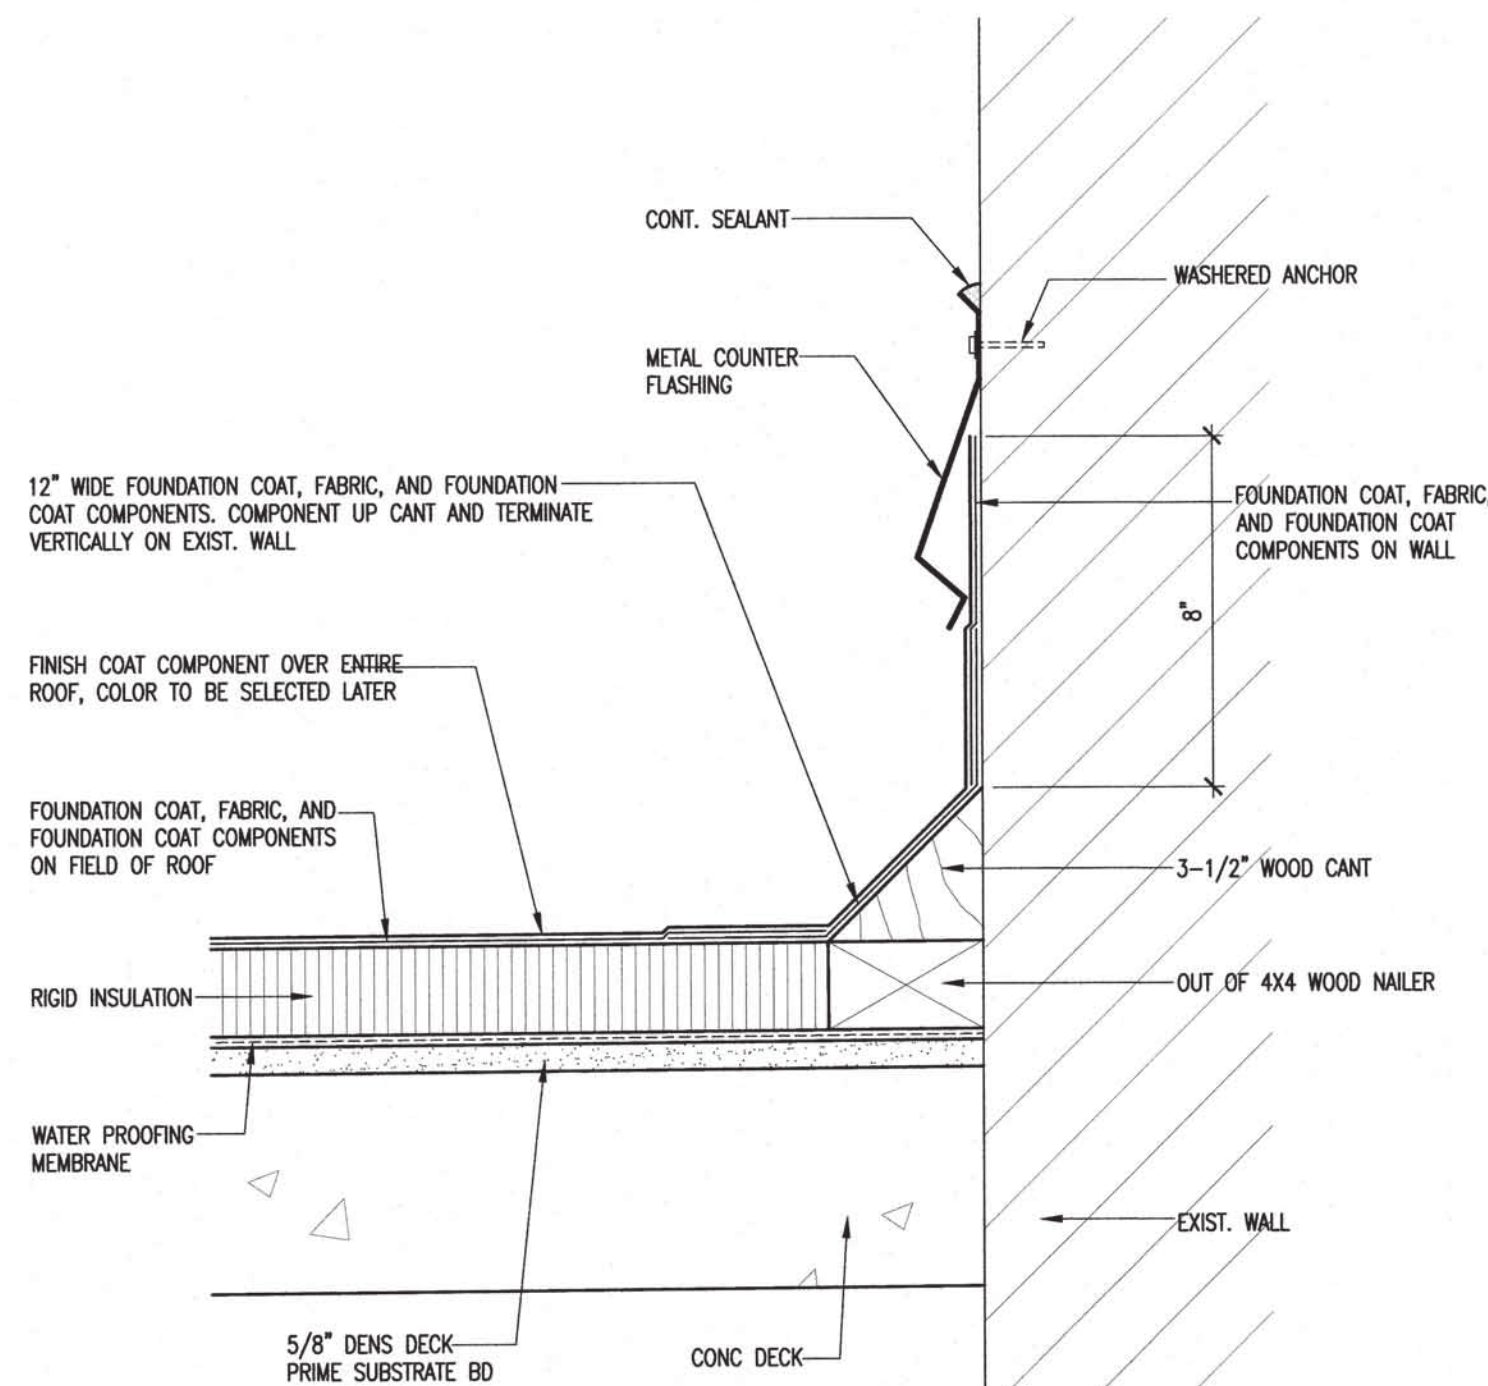 CONT. SEALANT
WASHERED ANCHOR
METAL COUNTER
FLASHING
12" WIDE FOUNDATION COAT, FABRIC, AND FOUNDATION
COAT COMPONENTS. COMPONENT UP CANT AND TERMINATE
VERTICALLY ON EXIST. WALL
FOUNDATION COAT, FABRIC,
AND FOUNDATION COAT
COMPONENTS ON WALL
8"
FINISH COAT COMPONENT OVER ENTIRE
ROOF, COLOR TO BE SELECTED LATER
FOUNDATION COAT, FABRIC, AND
FOUNDATION COAT COMPONENTS
ON FIELD OF ROOF
3-1/2" WOOD CANT
RIGID INSULATION
OUT OF 4X4 WOOD NAILER
WATER PROOFING
MEMBRANE
EXIST. WALL
5/8" DENS DECK
PRIME SUBSTRATE BD
CONC DECK